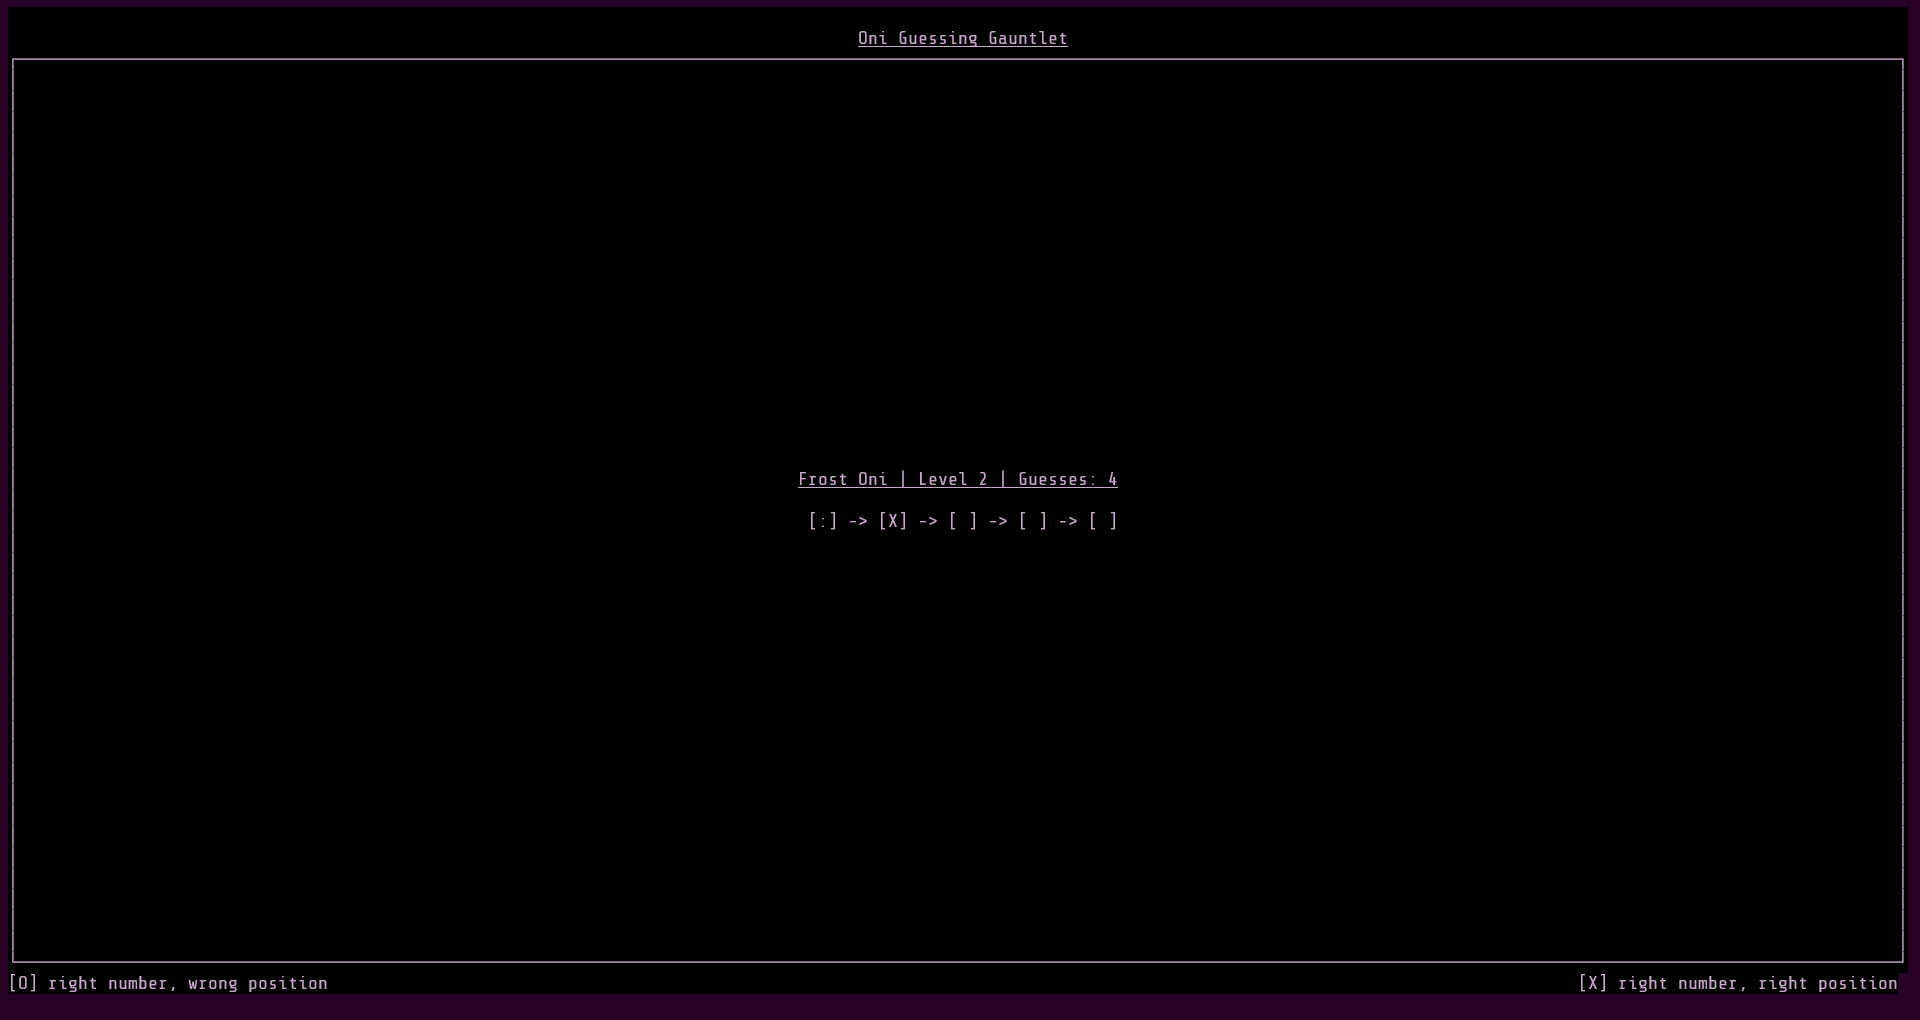 Oni Guessing Gauntlet
Frost Oni | Level 2 | Guesses: 4
[:] -> [X] -> [ ] -> [ ] -> [ ]
[O] right number, wrong position
[X] right number, right position